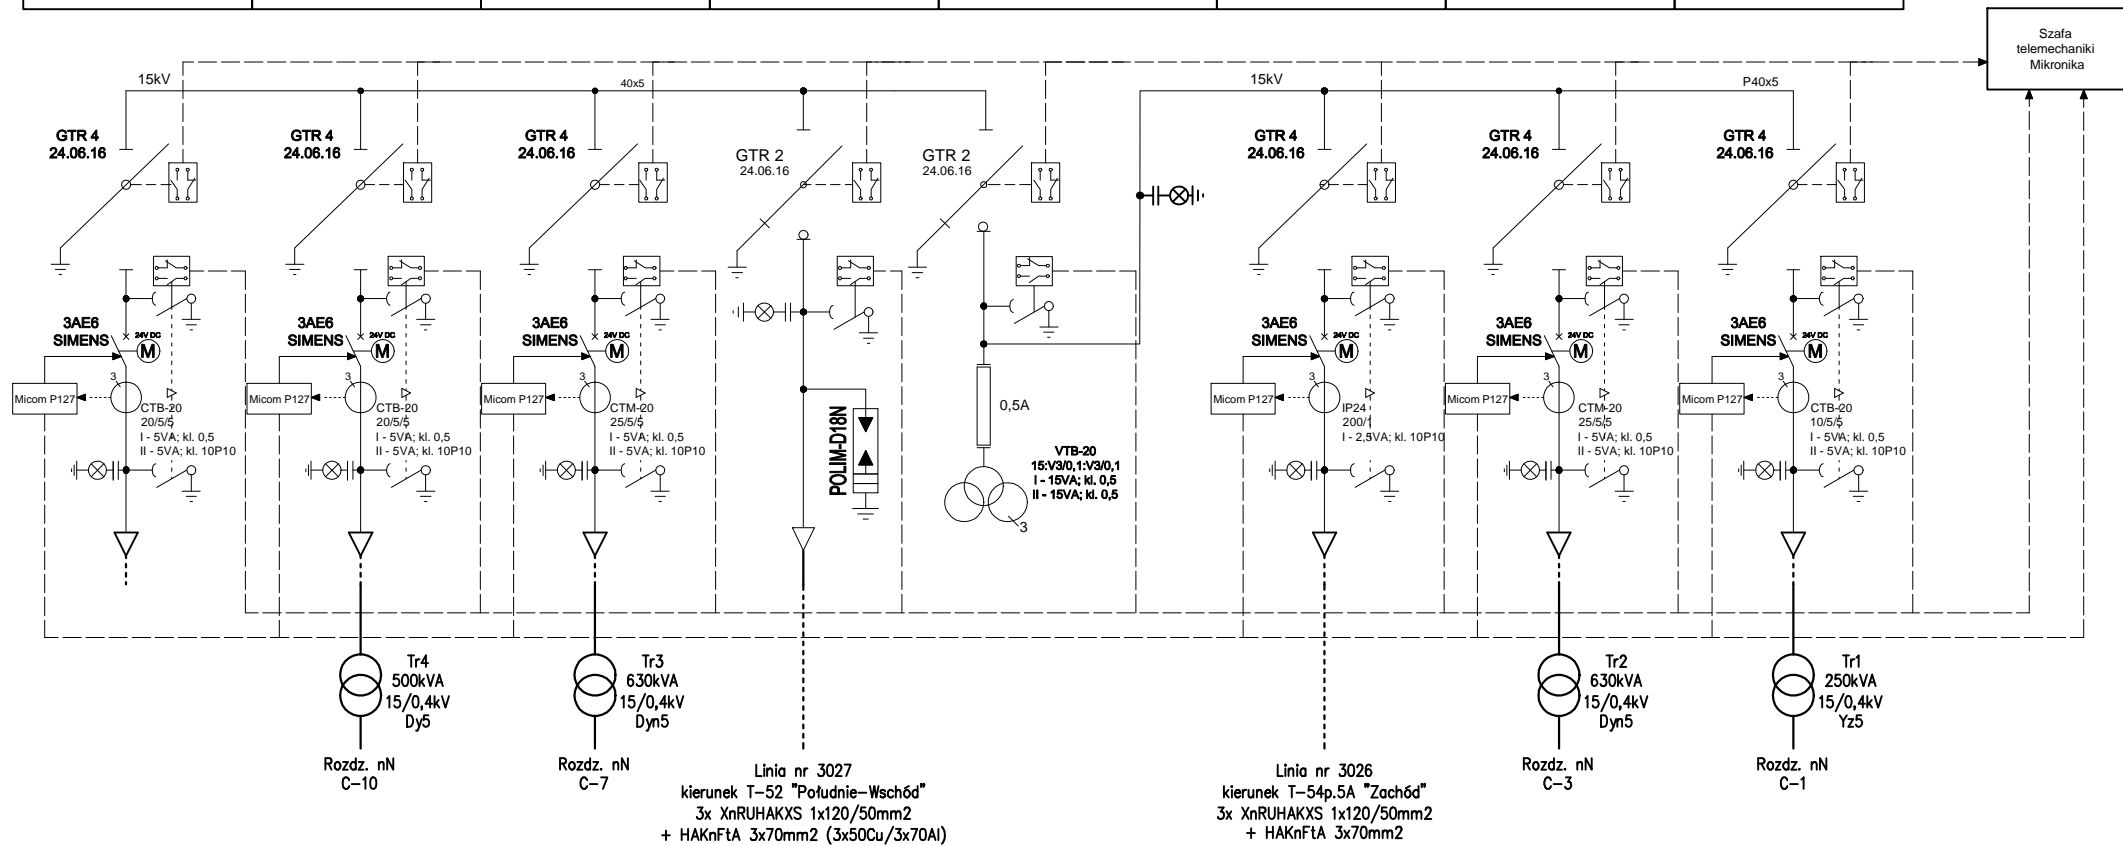 Szafa
telemechaniki
Mikronika
15kV
40x5
15kV
P40x5
GTR 4
24.06.16
GTR 4
24.06.16
GTR 4
24.06.16
GTR 2
24.06.16
GTR 2
24.06.16
GTR 4
24.06.16
GTR 4
24.06.16
GTR 4
24.06.16
3AE6
SIMENS
24V DC
M
3AE6
SIMENS
24V DC
M
3AE6
SIMENS
24V DC
M
3AE6
SIMENS
24V DC
M
3AE6
SIMENS
24V DC
M
3AE6
SIMENS
24V DC
M
Micom P127
3
CTB-20
20/5/5
I - 5VA; kl. 0,5
II - 5VA; kl. 10P10
Micom P127
3
CTB-20
20/5/5
I - 5VA; kl. 0,5
II - 5VA; kl. 10P10
Micom P127
3
CTM-20
25/5/5
I - 5VA; kl. 0,5
II - 5VA; kl. 10P10
POLIM-D18N
0,5A
VTB-20
15:V3/0,1:V3/0,1
I - 15VA; kl. 0,5
II - 15VA; kl. 0,5
3
Micom P127
3
IP24
200/1
I - 2,5VA; kl. 10P10
Micom P127
3
CTM-20
25/5/5
I - 5VA; kl. 0,5
II - 5VA; kl. 10P10
Micom P127
3
CTB-20
10/5/5
I - 5VA; kl. 0,5
II - 5VA; kl. 10P10
Tr4
500kVA
15/0,4kV
Dy5
Rozdz. nN
C-10
Tr3
630kVA
15/0,4kV
Dyn5
Rozdz. nN
C-7
Linia nr 3027
kierunek T-52 "Południe-Wschód"
3x XnRUHAKXS 1x120/50mm2
+ HAKnFtA 3x70mm2 (3x50Cu/3x70Al)
Linia nr 3026
kierunek T-54p.5A "Zachód"
3x XnRUHAKXS 1x120/50mm2
+ HAKnFtA 3x70mm2
Tr2
630kVA
15/0,4kV
Dyn5
Rozdz. nN
C-3
Tr1
250kVA
15/0,4kV
Yz5
Rozdz. nN
C-1